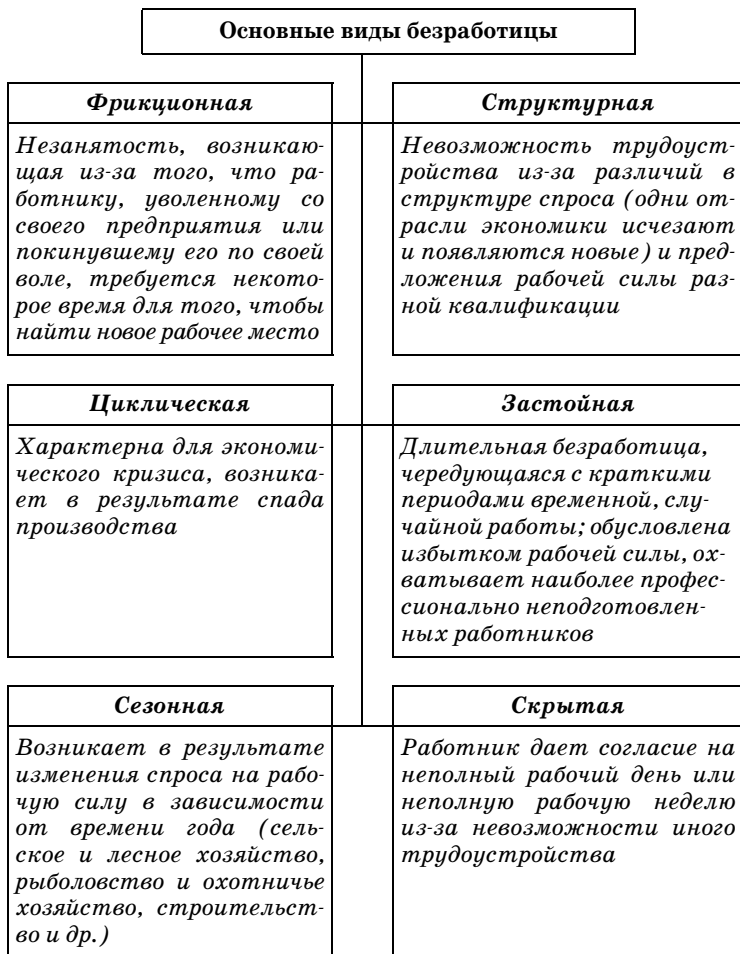 Основные виды безработицы
Фрикционная
Незанятость, возникаю-
щая из-за того, что ра-
ботнику, уволенному со
своего предприятия или
покинувшему его по своей
воле, требуется некото-
рое время для того, чтобы
найти новое рабочее место
Структурная
Невозможность трудоуст-
ройства из-за различий в
структуре спроса (одни от-
расли экономики исчезают
и появляются новые) и пред-
ложения рабочей силы раз-
ной квалификации
Циклическая
Характерна для экономи-
ческого кризиса, возника-
ет в результате спада
производства
Застойная
Длительная безработица,
чередующаяся с краткими
периодами временной, слу-
чайной работы; обусловлена
избытком рабочей силы, ох-
ватывает наиболее профес-
сионально неподготовлен-
ных работников
Сезонная
Возникает в результате
изменения спроса на рабо-
чую силу в зависимости
от времени года (сель-
ское и лесное хозяйство,
рыболовство и охотничье
хозяйство, строительст-
во и др.)
Скрытая
Работник дает согласие на
неполный рабочий день или
неполную рабочую неделю
из-за невозможности иного
трудоустройства